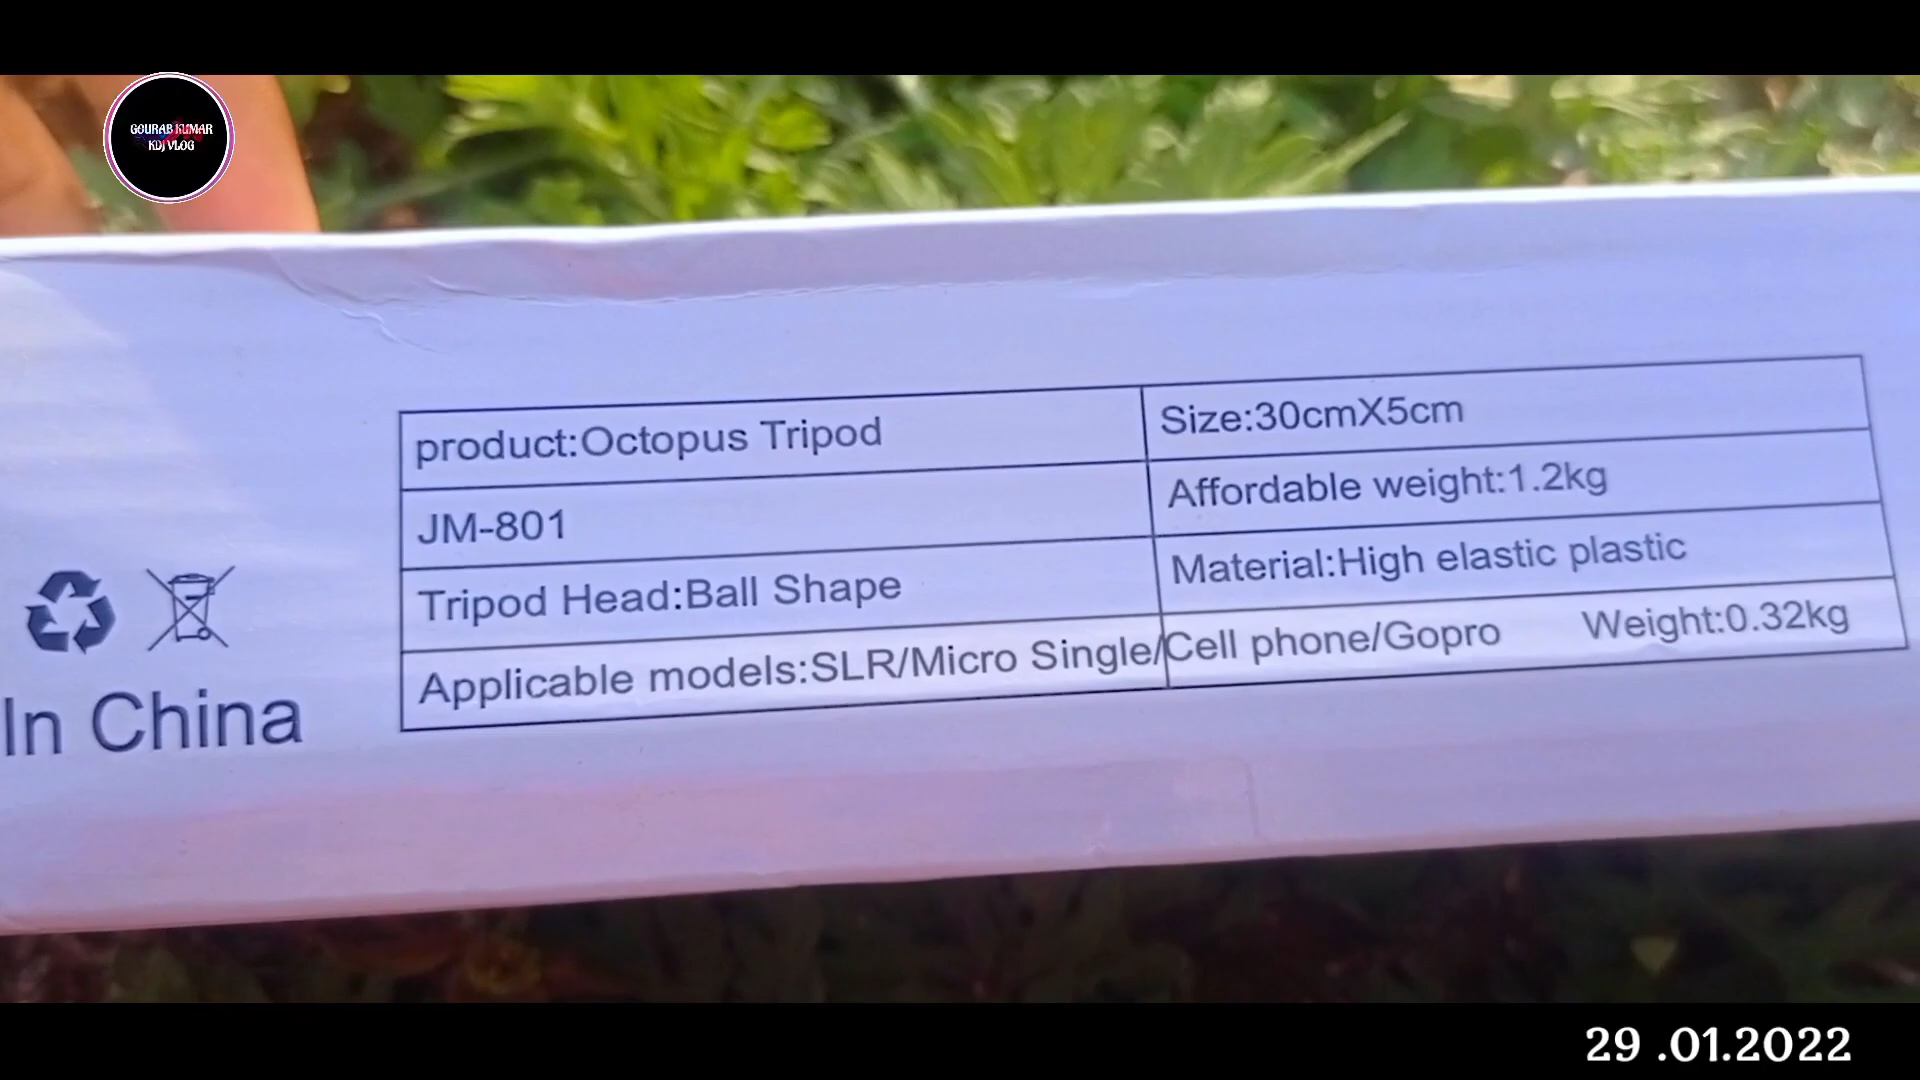 GOURAB KUMAR
KDJ VLOG
product:Octopus Tripod
Size:30cmX5cm
JM-801
Affordable weight:1.2kg
Tripod Head:Ball Shape
Material:High elastic plastic
Applicable models:SLR/Micro Single/Cell phone/Gopro Weight:0.32kg
In China
29 .01.2022